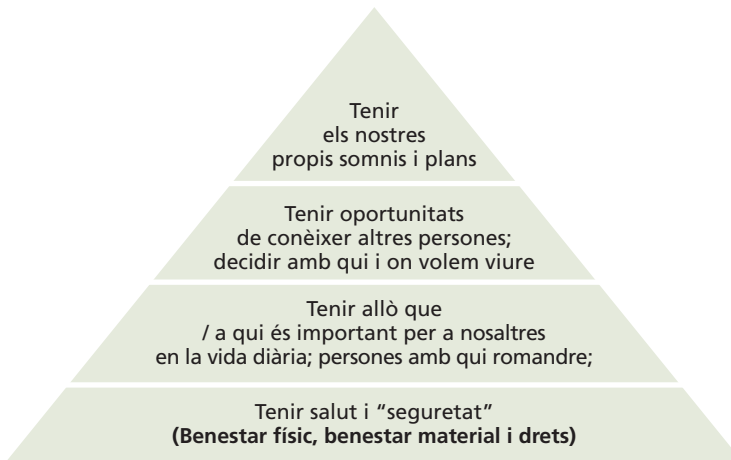 Tenir
els nostres
propis somnis i plans
Tenir oportunitats
de conèixer altres persones;
decidir amb qui i on volem viure
Tenir allò que
/ a qui és important per a nosaltres
en la vida diària; persones amb qui romandre;
Tenir salut i “seguretat”
(Benestar físic, benestar material i drets)